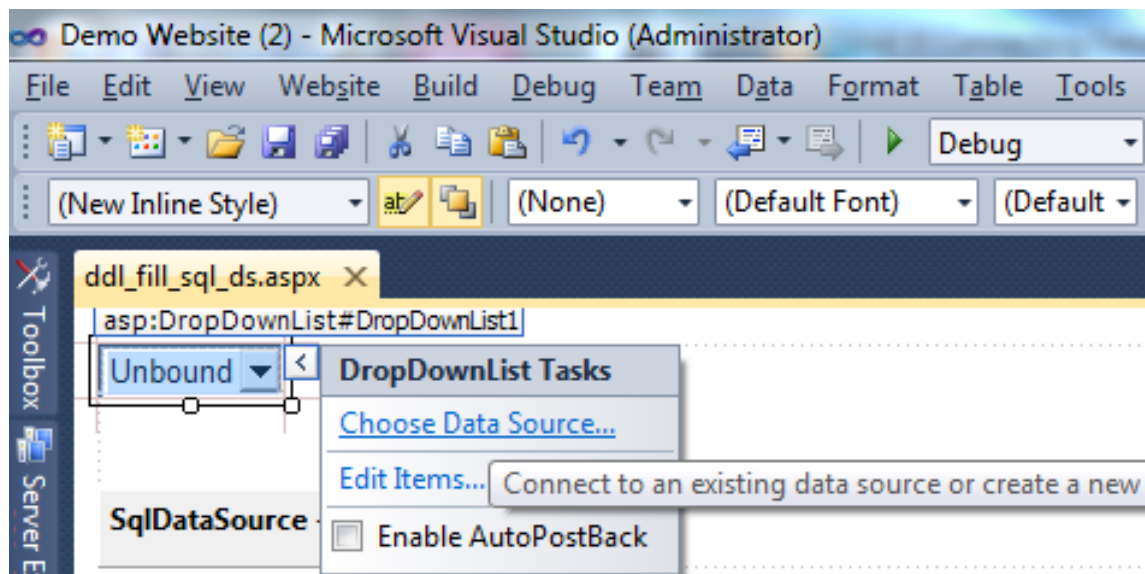 Demo Website (2) - Microsoft Visual Studio (Administrator)
File Edit View Website Build Debug Team Data Format Table Tools
Debug
(New Inline Style) ab (None) (Default Font) (Default
ddl_fill_sql_ds.aspx
Toolbox
asp:DropDownList#DropDownList1
Unbound
DropDownList Tasks
Choose Data Source...
Edit Items...
Connect to an existing data source or create a new
SqlDataSource -
Enable AutoPostBack
Server E